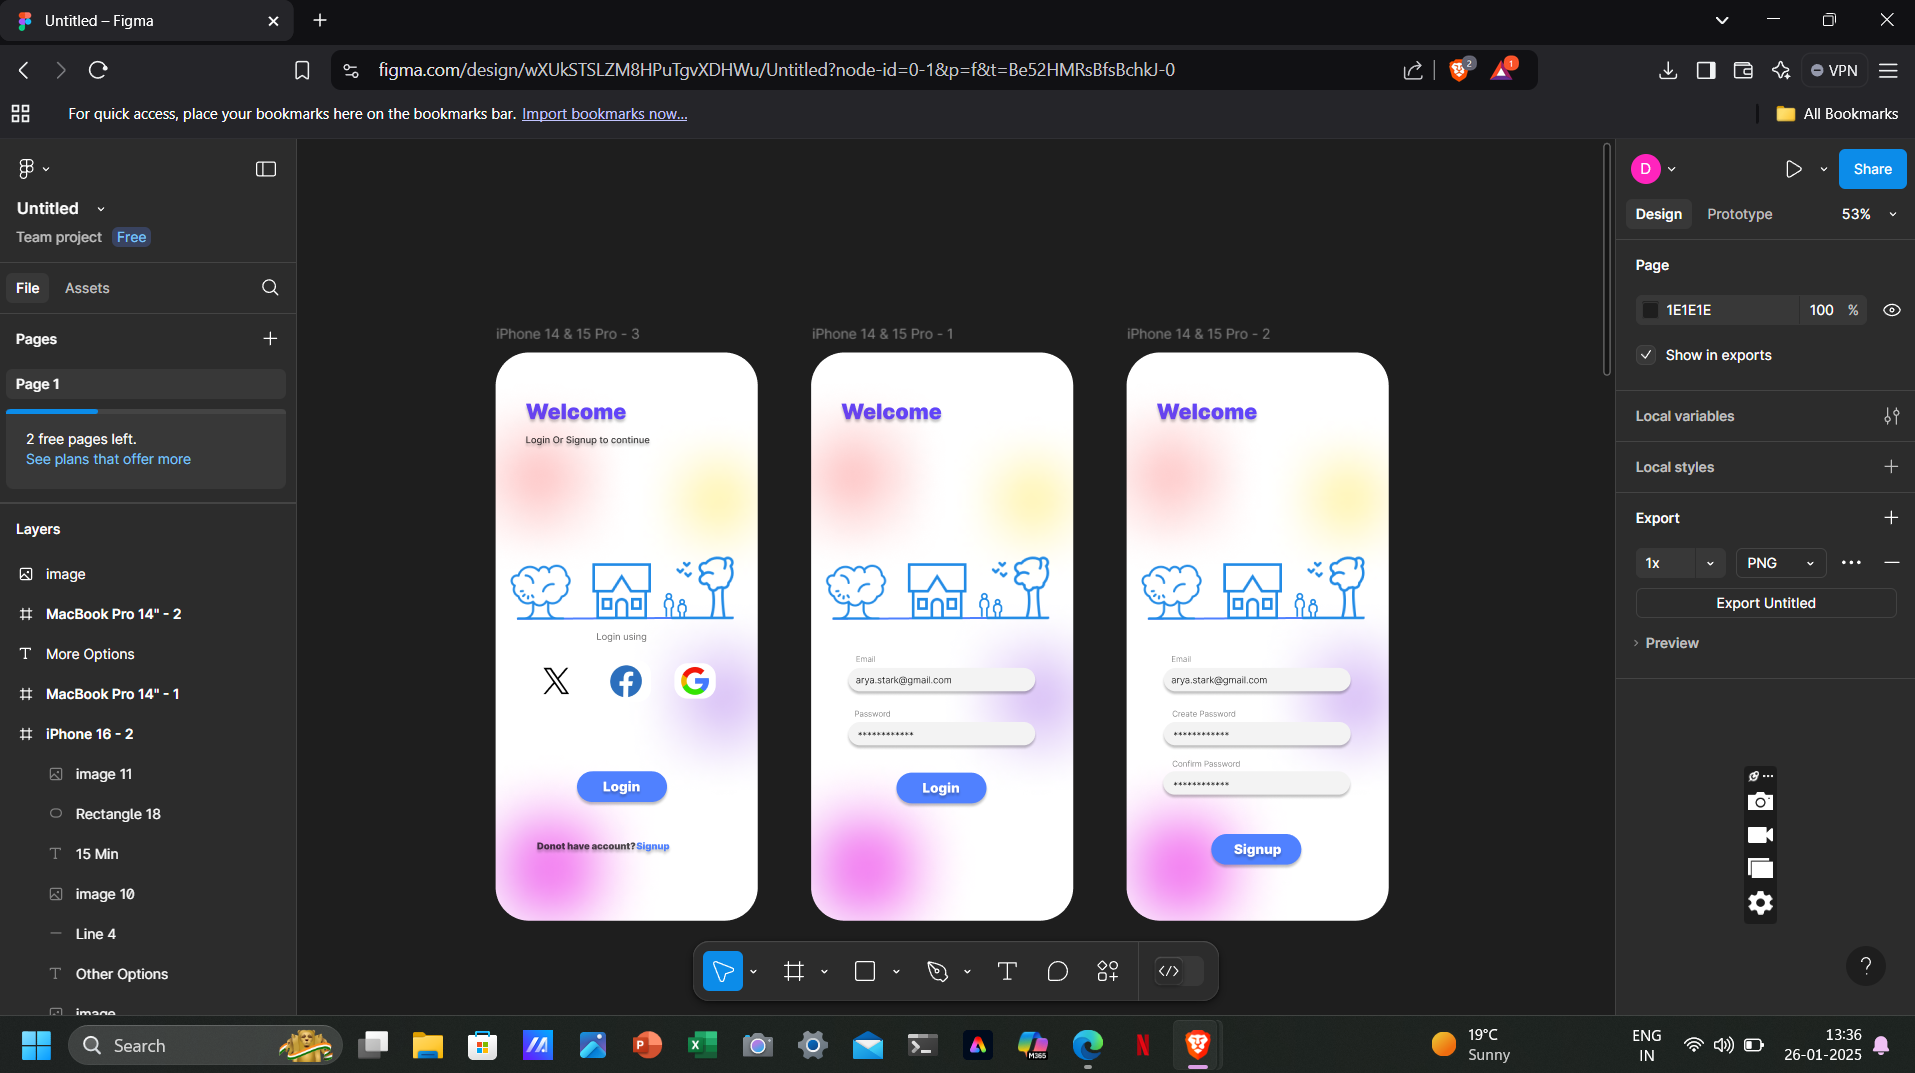 Untitled – Figma
figma.com/design/wXUkSTSLZM8HPuTgvXDHWu/Untitled?node-id=0-1&p=f&t=Be52HMRsBfsBchkJ-0
2
1
VPN
For quick access, place your bookmarks here on the bookmarks bar. Import bookmarks now...
All Bookmarks
Untitled
Team project Free
File Assets
Pages
Page 1
2 free pages left.
See plans that offer more
Layers
image
MacBook Pro 14" - 2
More Options
MacBook Pro 14" - 1
iPhone 16 - 2
image 11
Rectangle 18
15 Min
image 10
Line 4
Other Options
image
iPhone 14 & 15 Pro - 3
Welcome
Login Or Signup to continue
Login using
Login
Donot have account?Signup
iPhone 14 & 15 Pro - 1
Welcome
Email
arya.stark@gmail.com
Password
************
Login
iPhone 14 & 15 Pro - 2
Welcome
Email
arya.stark@gmail.com
Create Password
************
Confirm Password
************
Signup
D
Share
Design Prototype 53%
Page
1E1E1E 100 %
Show in exports
Local variables
Local styles
Export
1x PNG
Export Untitled
Preview
?
Search
M365
19°C
Sunny
ENG
IN
13:36
26-01-2025